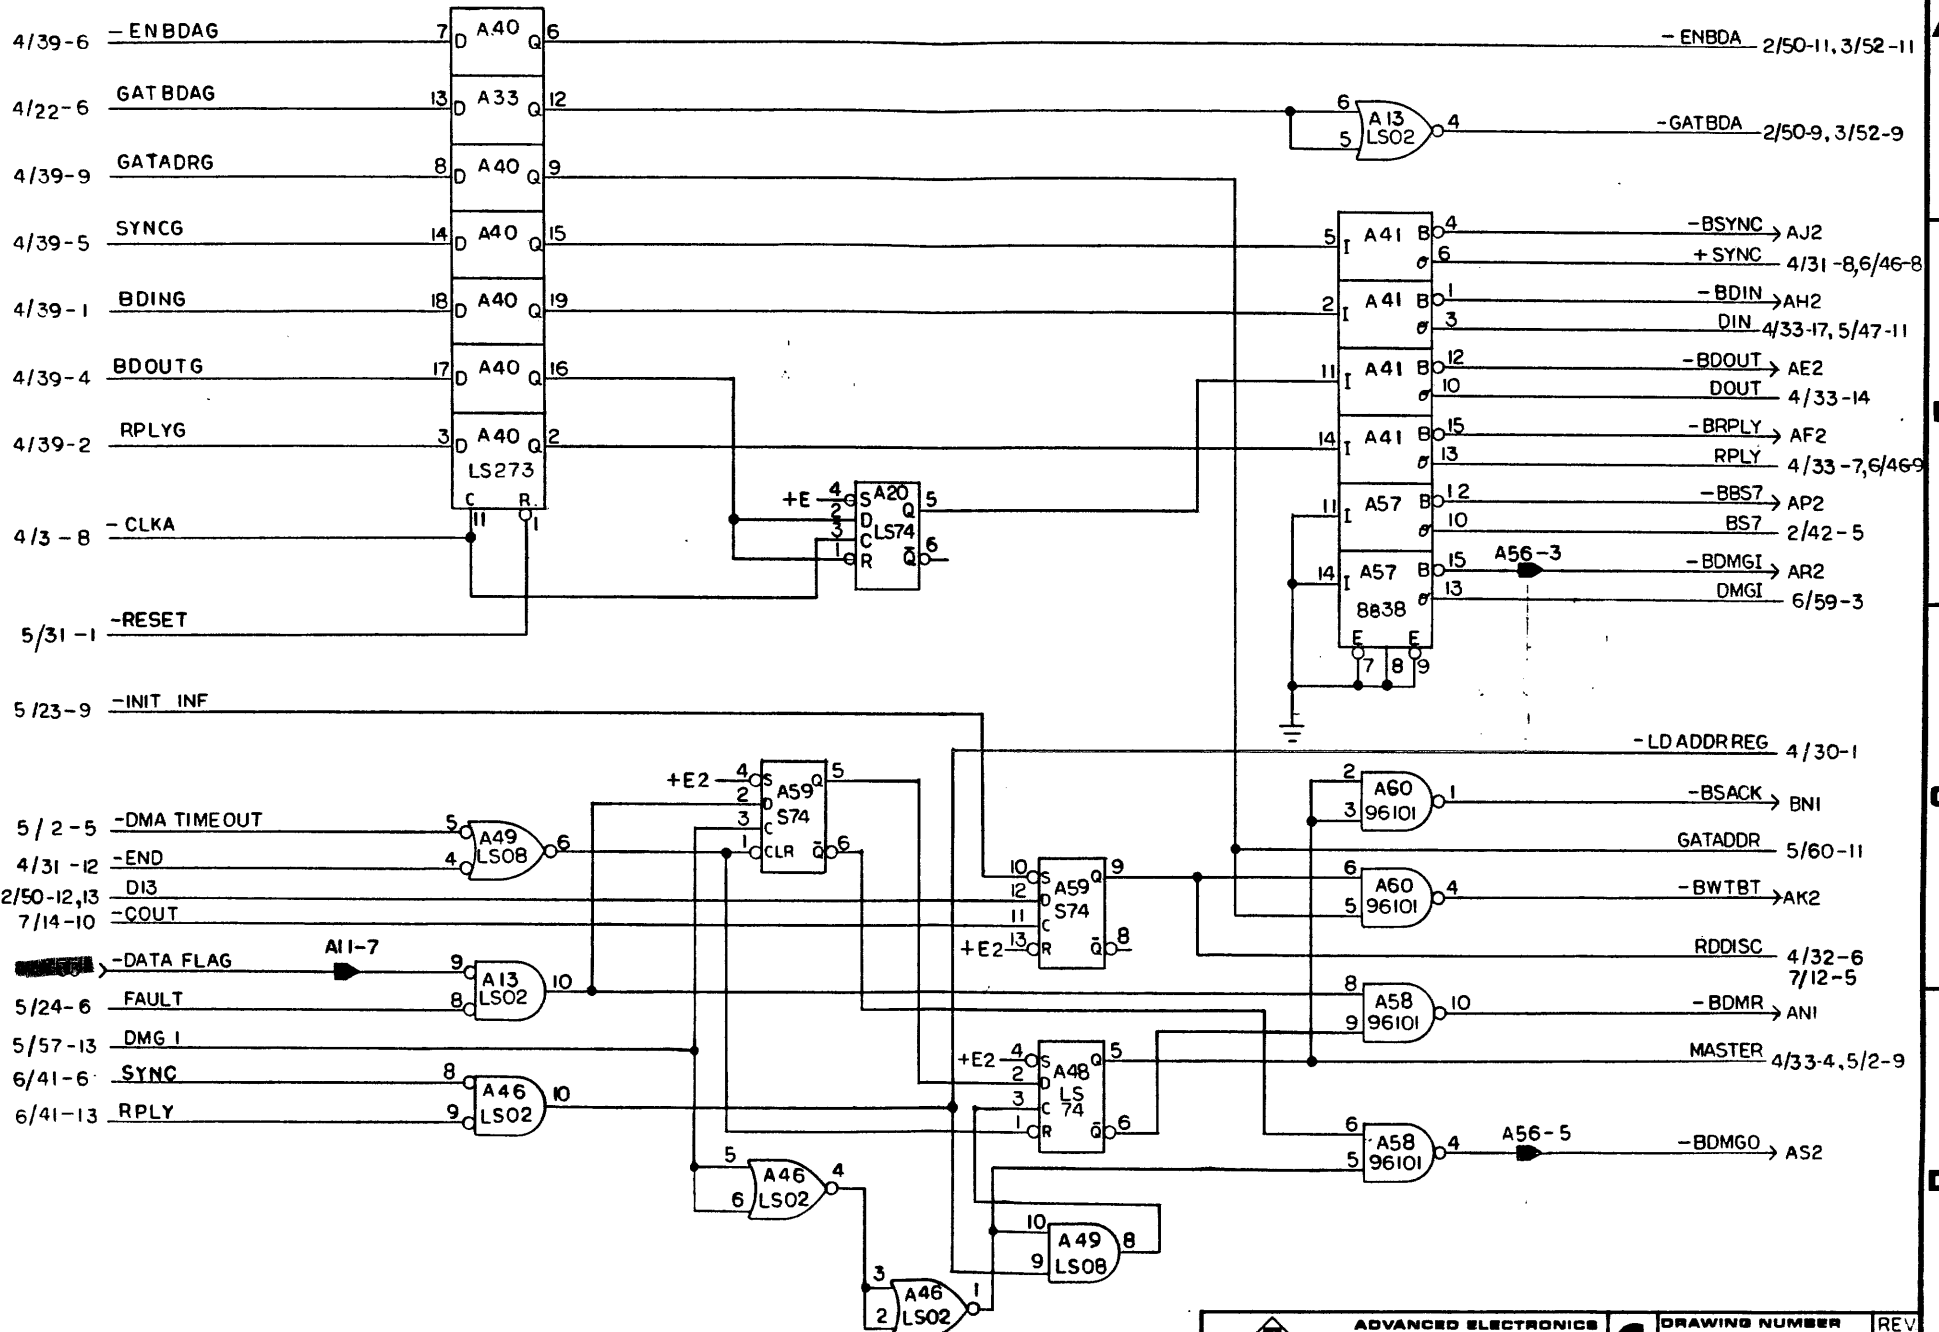 4/39-6 -ENBDAG 7 D A40 Q 6 -ENBDA 2/50-11, 3/52-11
4/22-6 GATBDAG 13 D A33 Q 12 6 5 A13 LS02 4 -GATBDA 2/50-9, 3/52-9
4/39-9 GATADRG 8 D A40 Q 9
4/39-5 SYNCG 14 D A40 Q 15 5 I A41 B 4 -BSYNC AJ2
6 +SYNC 4/31-8, 6/46-8
4/39-1 BDING 18 D A40 Q 19 2 I A41 B 1 -BDIN AH2
3 DIN 4/33-17, 5/47-11
4/39-4 BDOUTG 17 D A40 Q 16 11 I A41 B 12 -BDOUT AE2
10 DOUT 4/33-14
4/39-2 RPLYG 3 D A40 Q 2 14 I A41 B 15 -BRPLY AF2
LS273 13 RPLY 4/33-7, 6/46-9
C R
+E 4 S A20 Q 5 11 I A57 B 12 -BBS7 AP2
2 D LS74 10 BS7 2/42-5
4/3-8 -CLKA 11 1 3 C
1 R Q̄ 6
14 I A57 B 15 A56-3 -BDMGI AR2
8838 13 DMGI 6/59-3
E E
7 8 9
5/31-1 -RESET
5/23-9 -INIT INF
-LD ADDRREG 4/30-1
+E2 4 S A59 Q 5 2 3 A60 96101 1 -BSACK BN1
2 D S74
3 C
1 CLR Q̄ 6
5/2-5 -DMA TIMEOUT 5 A49 LS08 6
4/31-12 -END 4
GATADDR 5/60-11
2/50-12,13 D13 10 S A59 Q 9 6 5 A60 96101 4 -BWTBT AK2
7/14-10 -COUT 12 D S74
11 C
+E2 13 R Q̄ 8
RDDISC 4/32-6
7/12-5
-DATA FLAG A11-7 9 A13 LS02 10
5/24-6 FAULT 8
8 9 A58 96101 10 -BDMR AN1
5/57-13 DMG I
MASTER 4/33-4, 5/2-9
6/41-6 SYNC 8 A46 LS02 10
6/41-13 RPLY 9
+E2 4 S A48 Q 5
2 D LS
3 C 74
1 R Q̄ 6
6 5 A58 96101 4 A56-5 -BDMGO AS2
5 6 A46 LS02 4
10 9 A49 LS08 8
3 2 A46 LS02 1
ADVANCED ELECTRONICS DRAWING NUMBER REV.